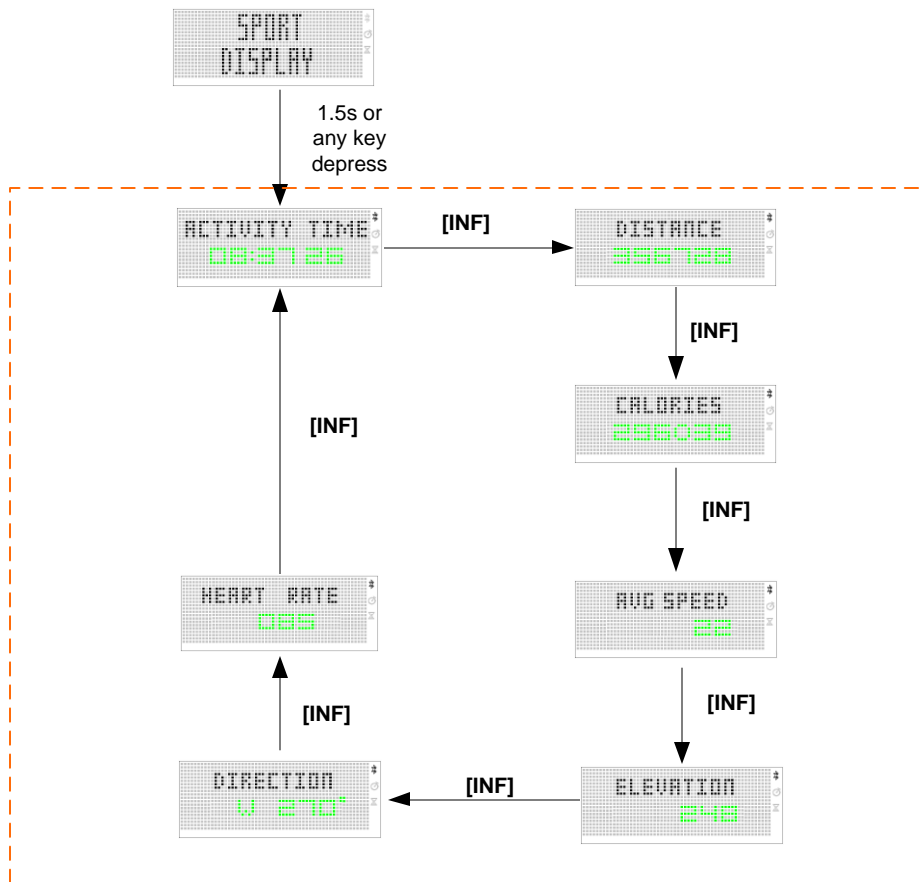 SPORT
DISPLAY
1.5s or
any key
depress
ACTIVITY TIME
08:37 26
[INF]
DISTANCE
356728
[INF]
CALORIES
296039
[INF]
[INF]
AVG SPEED
22
HEART RATE
085
[INF]
[INF]
ELEVATION
248
[INF]
DIRECTION
W 270°